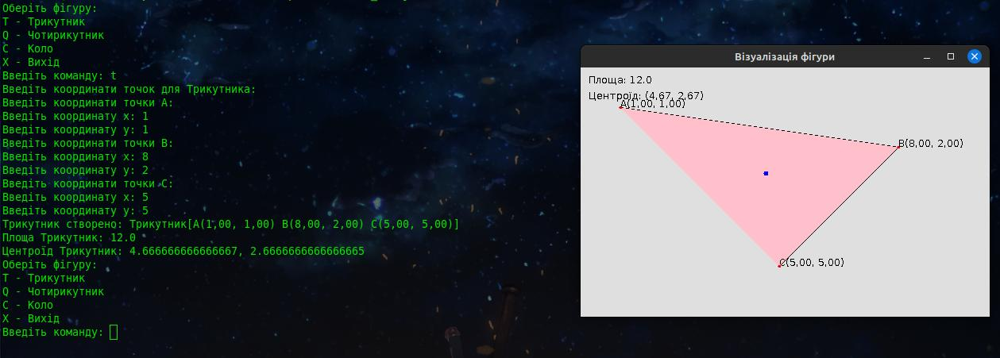 Оберіть фігуру:
T - Трикутник
Q - Чотирикутник
C - Коло
X - Вихід
Введіть команду: t
Введіть координати точок для Трикутника:
Введіть координати точки A:
Введіть координату x: 1
Введіть координату y: 1
Введіть координати точки B:
Введіть координату x: 8
Введіть координату y: 2
Введіть координати точки C:
Введіть координату x: 5
Введіть координату y: 5
Трикутник створено: Трикутник[A(1,00, 1,00) B(8,00, 2,00) C(5,00, 5,00)]
Площа Трикутник: 12.0
Центроїд Трикутник: 4.666666666666667, 2.6666666666666665
Оберіть фігуру:
T - Трикутник
Q - Чотирикутник
C - Коло
X - Вихід
Введіть команду:
Візуалізація фігури
Площа: 12.0
Центроїд: (4,67, 2,67)
A(1,00, 1,00)
B(8,00, 2,00)
C(5,00, 5,00)